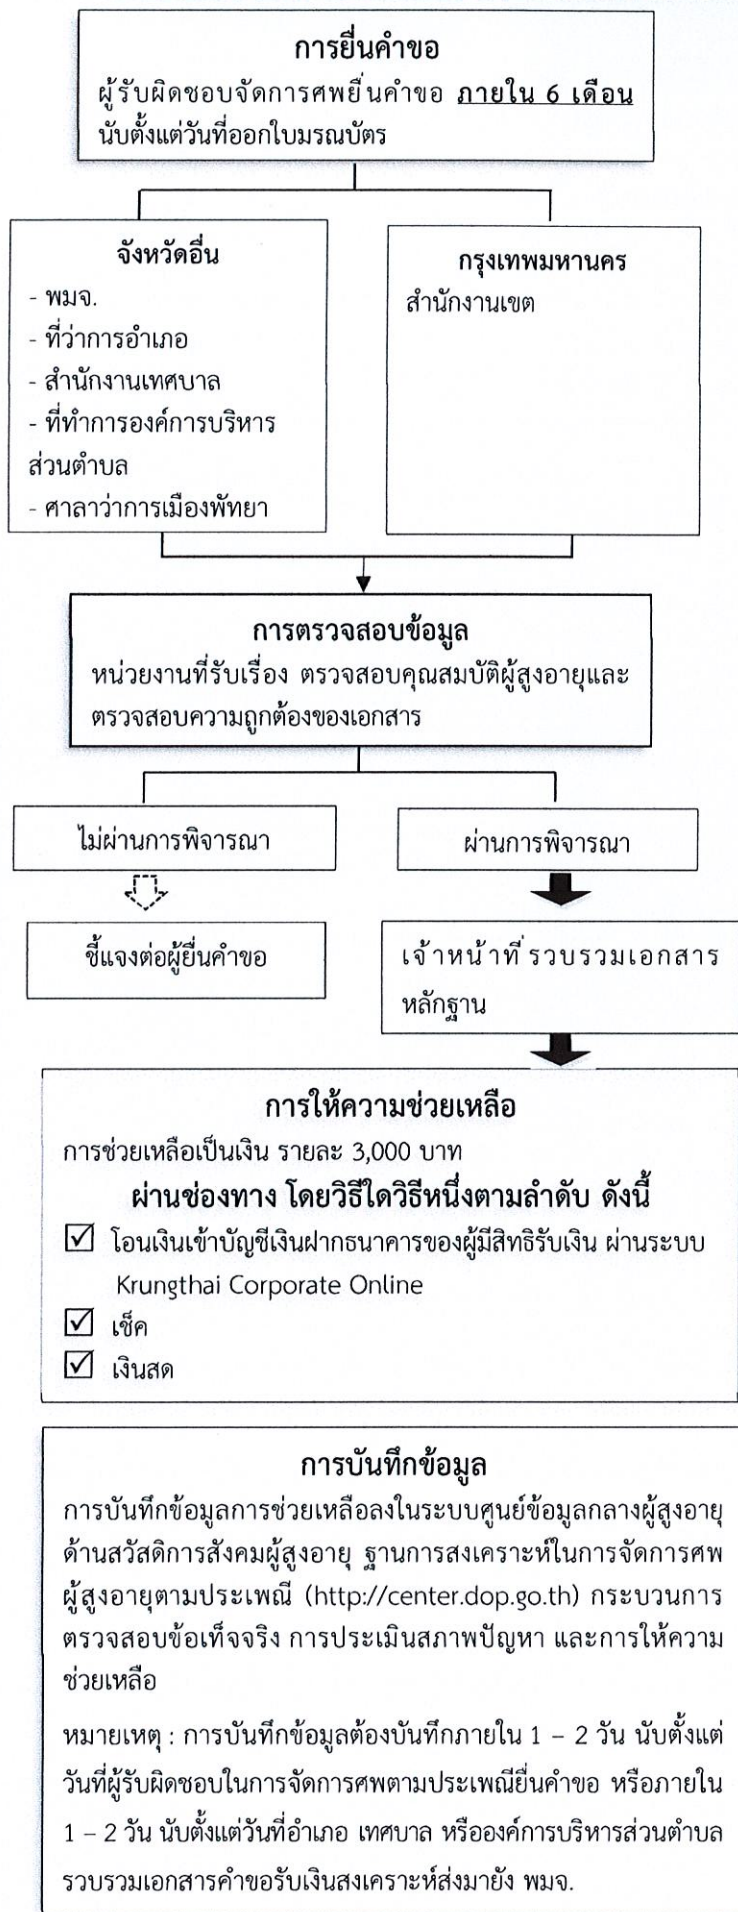 การยื่นคำขอ
ผู้รับผิดชอบจัดการศพยื่นคำขอ ภายใน 6 เดือน
นับตั้งแต่วันที่ออกใบมรณบัตร
จังหวัดอื่น
- พมจ.
- ที่ว่าการอำเภอ
- สำนักงานเทศบาล
- ที่ทำการองค์การบริหาร
ส่วนตำบล
- ศาลาว่าการเมืองพัทยา
กรุงเทพมหานคร
สำนักงานเขต
การตรวจสอบข้อมูล
หน่วยงานที่รับเรื่อง ตรวจสอบคุณสมบัติผู้สูงอายุและ
ตรวจสอบความถูกต้องของเอกสาร
ไม่ผ่านการพิจารณา
ผ่านการพิจารณา
ชี้แจงต่อผู้ยื่นคำขอ
เจ้าหน้าที่รวบรวมเอกสาร
หลักฐาน
การให้ความช่วยเหลือ
การช่วยเหลือเป็นเงิน รายละ 3,000 บาท
ผ่านช่องทาง โดยวิธีใดวิธีหนึ่งตามลำดับ ดังนี้
☑ โอนเงินเข้าบัญชีเงินฝากธนาคารของผู้มีสิทธิรับเงิน ผ่านระบบ
Krungthai Corporate Online
☑ เช็ค
☑ เงินสด
การบันทึกข้อมูล
การบันทึกข้อมูลการช่วยเหลือลงในระบบศูนย์ข้อมูลกลางผู้สูงอายุ
ด้านสวัสดิการสังคมผู้สูงอายุ ฐานการสงเคราะห์ในการจัดการศพ
ผู้สูงอายุตามประเพณี (http://center.dop.go.th) กระบวนการ
ตรวจสอบข้อเท็จจริง การประเมินสภาพปัญหา และการให้ความ
ช่วยเหลือ
หมายเหตุ : การบันทึกข้อมูลต้องบันทึกภายใน 1 – 2 วัน นับตั้งแต่
วันที่ผู้รับผิดชอบในการจัดการศพตามประเพณียื่นคำขอ หรือภายใน
1 – 2 วัน นับตั้งแต่วันที่อำเภอ เทศบาล หรือองค์การบริหารส่วนตำบล
รวบรวมเอกสารคำขอรับเงินสงเคราะห์ส่งมายัง พมจ.